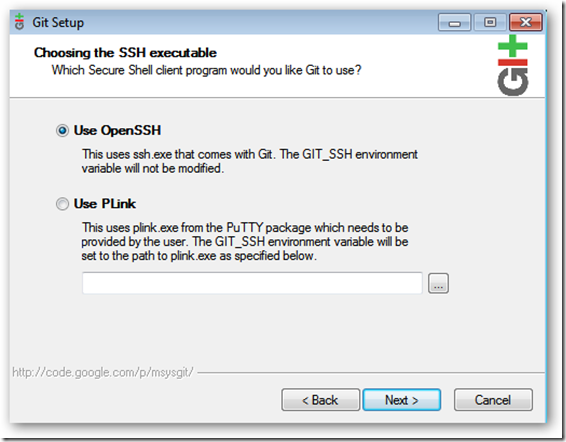 Git Setup
Choosing the SSH executable
Which Secure Shell client program would you like Git to use?
Use OpenSSH
This uses ssh.exe that comes with Git. The GIT_SSH environment
variable will not be modified.
Use PLink
This uses plink.exe from the PuTTY package which needs to be
provided by the user. The GIT_SSH environment variable will be
set to the path to plink.exe as specified below.
...
http://code.google.com/p/msysgit/
< Back
Next >
Cancel